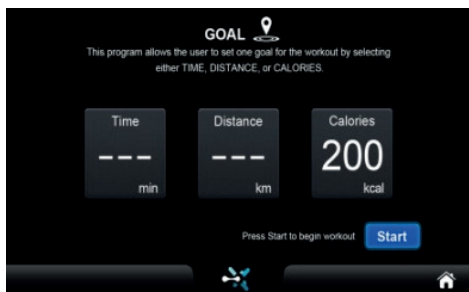 GOAL
This program allows the user to set one goal for the workout by selecting
either TIME, DISTANCE, or CALORIES.
Time
---
min
Distance
---
km
Calories
200
kcal
Press Start to begin workout
Start